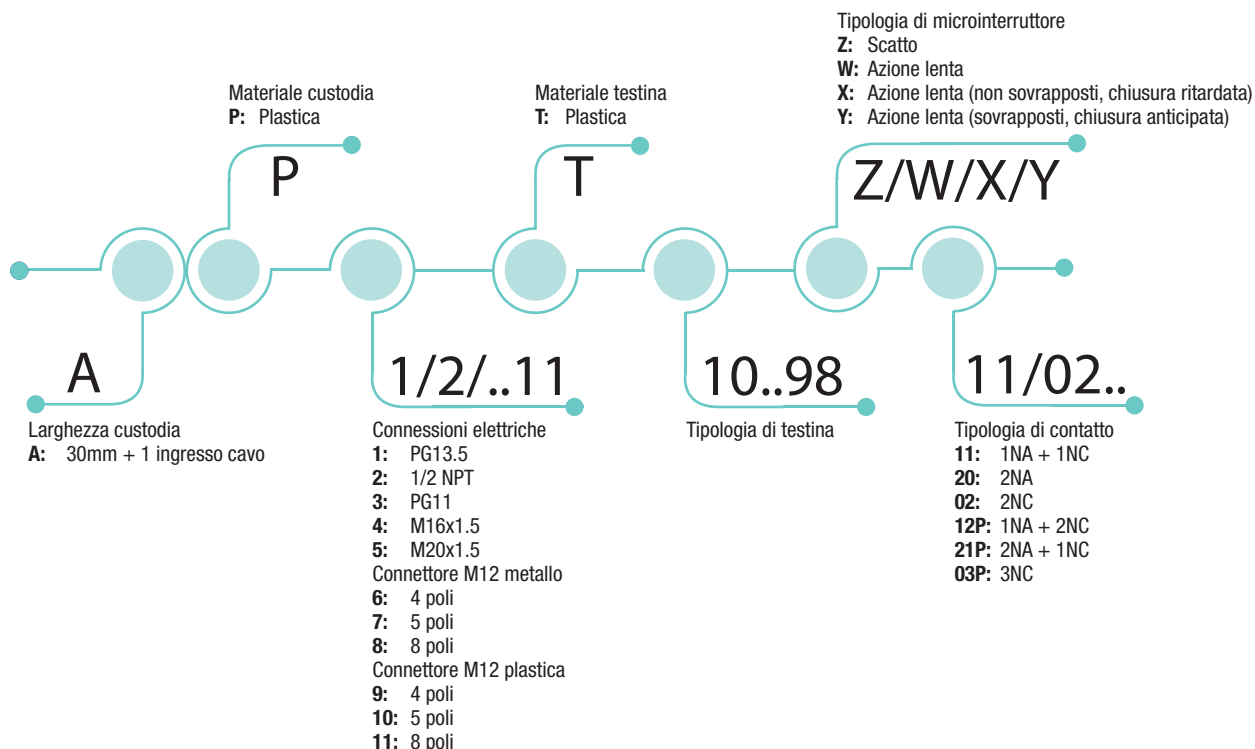 Tipologia di microinterruttore
Z: Scatto
W: Azione lenta
X: Azione lenta (non sovrapposti, chiusura ritardata)
Y: Azione lenta (sovrapposti, chiusura anticipata)
Materiale custodia
P: Plastica
Materiale testina
T: Plastica
P
T
Z/W/X/Y
A
1/2/..11
10..98
11/02..
Larghezza custodia
A: 30mm + 1 ingresso cavo
Connessioni elettriche
1: PG13.5
2: 1/2 NPT
3: PG11
4: M16x1.5
5: M20x1.5
Connettore M12 metallo
6: 4 poli
7: 5 poli
8: 8 poli
Connettore M12 plastica
9: 4 poli
10: 5 poli
11: 8 poli
Tipologia di testina
Tipologia di contatto
11: 1NA + 1NC
20: 2NA
02: 2NC
12P: 1NA + 2NC
21P: 2NA + 1NC
03P: 3NC